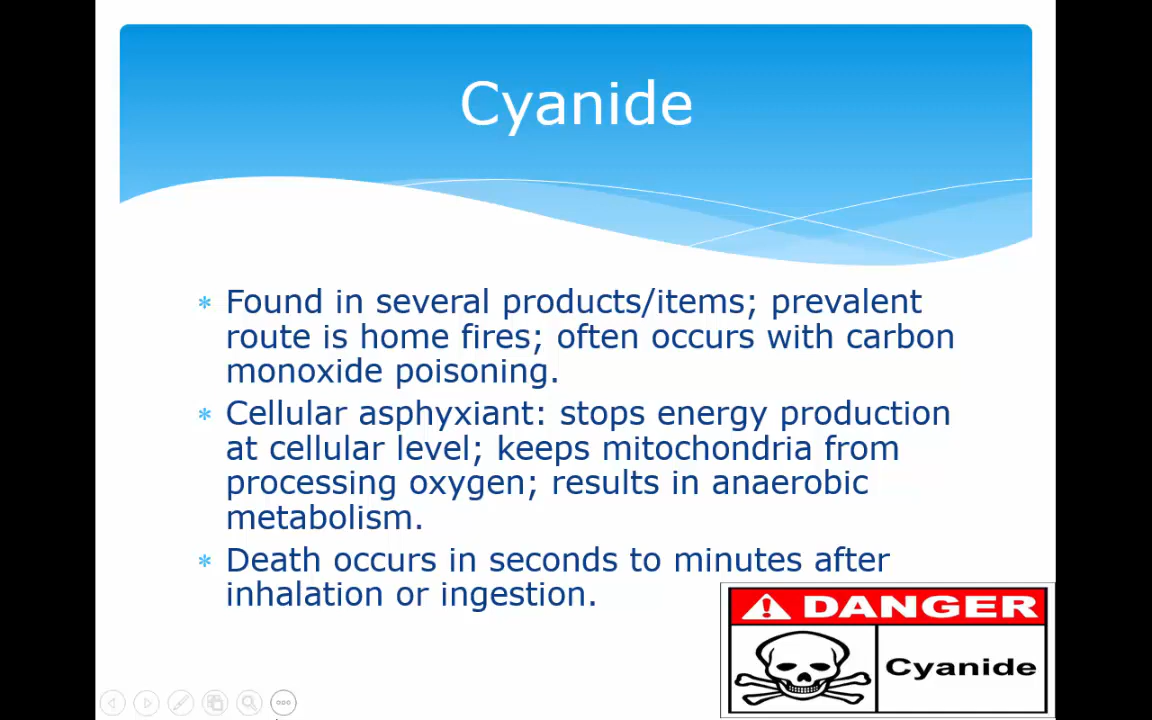 Cyanide
* Found in several products/items; prevalent
route is home fires; often occurs with carbon
monoxide poisoning.
* Cellular asphyxiant: stops energy production
at cellular level; keeps mitochondria from
processing oxygen; results in anaerobic
metabolism.
* Death occurs in seconds to minutes after
inhalation or ingestion.
DANGER
Cyanide